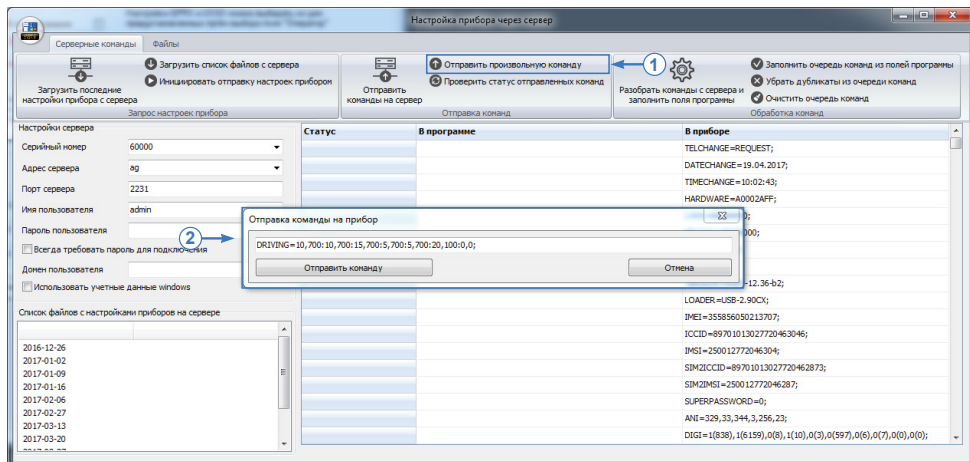 Настройка прибора через сервер
Серверные команды
Файлы
Загрузить последние настройки прибора с сервера
Загрузить список файлов с сервера
Инициировать отправку настроек прибором
Запрос настроек прибора
Отправить команды на сервер
Отправить произвольную команду
Проверить статус отправленных команд
Отправка команд
1
Разобрать команды с сервера и заполнить поля программы
Заполнить очередь команд из полей программы
Убрать дубликаты из очереди команд
Очистить очередь команд
Обработка команд
Настройки сервера
Серийный номер 60000
Адрес сервера ag
Порт сервера 2231
Имя пользователя admin
Пароль пользователя
Всегда требовать пароль для подключения
Домен пользователя
Использовать учетные данные windows
Список файлов с настройками приборов на сервере
2016-12-26
2017-01-02
2017-01-09
2017-01-16
2017-02-06
2017-02-27
2017-03-13
2017-03-20
Статус В программе В приборе
TELCHANGE=REQUEST;
DATECHANGE=19.04.2017;
TIMECHANGE=10:02:43;
HARDWARE=A0002AFF;
2
Отправка команды на прибор
DRIVING=10,700:10,700:15,700:5,700:5,700:20,100:0,0;
Отправить команду
Отмена
-12.36-b2;
LOADER=USB-2.90CX;
IMEI=355856050213707;
ICCID=89701013027720463046;
IMSI=250012772046304;
SIM2ICCID=89701013027720462873;
SIM2IMSI=250012772046287;
SUPERPASSWORD=0;
ANI=329,33,344,3,256,23;
DIGI=1(838),1(6159),0(8),1(10),0(3),0(597),0(6),0(7),0(0),0(0);